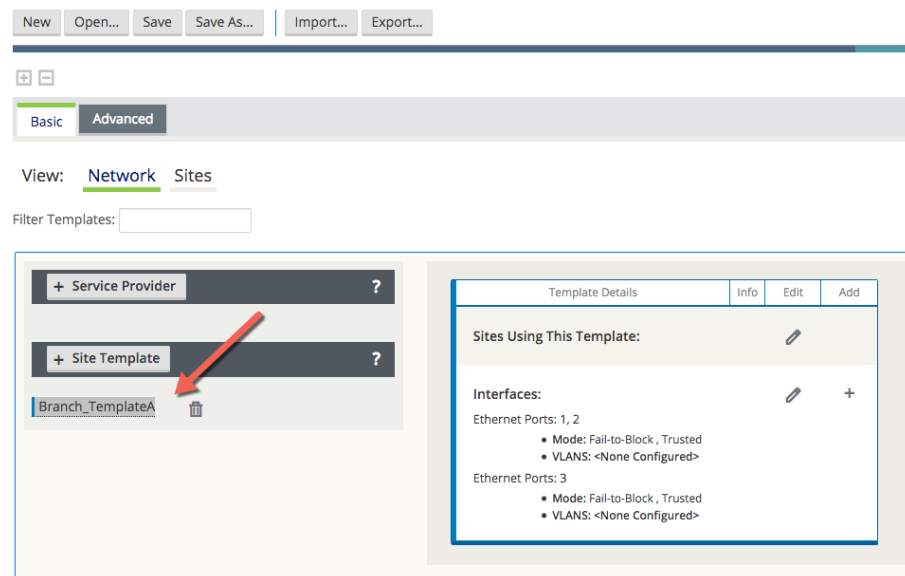 New Open... Save Save As... Import... Export...
Basic Advanced
View: Network Sites
Filter Templates:
+ Service Provider ?
+ Site Template ?
Branch_TemplateA
Template Details Info Edit Add
Sites Using This Template:
Interfaces: +
Ethernet Ports: 1, 2
• Mode: Fail-to-Block , Trusted
• VLANS: <None Configured>
Ethernet Ports: 3
• Mode: Fail-to-Block , Trusted
• VLANS: <None Configured>